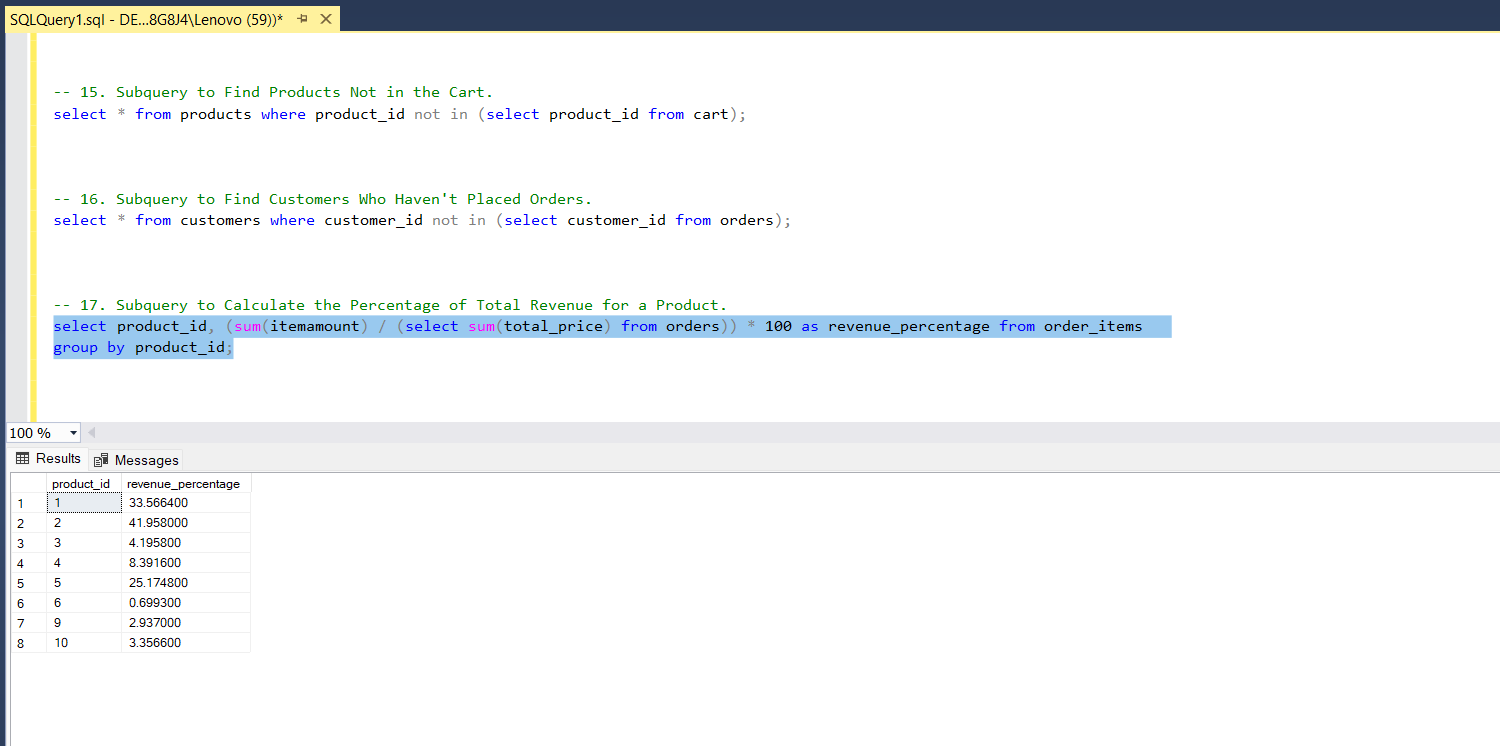 SQLQuery1.sql - DE...8G8J4\Lenovo (59))*
-- 15. Subquery to Find Products Not in the Cart.
select * from products where product_id not in (select product_id from cart);
-- 16. Subquery to Find Customers Who Haven't Placed Orders.
select * from customers where customer_id not in (select customer_id from orders);
-- 17. Subquery to Calculate the Percentage of Total Revenue for a Product.
select product_id, (sum(itemamount) / (select sum(total_price) from orders)) * 100 as revenue_percentage from order_items
group by product_id;
100 %
Results Messages
product_id revenue_percentage
1 1 33.566400
2 2 41.958000
3 3 4.195800
4 4 8.391600
5 5 25.174800
6 6 0.699300
7 9 2.937000
8 10 3.356600